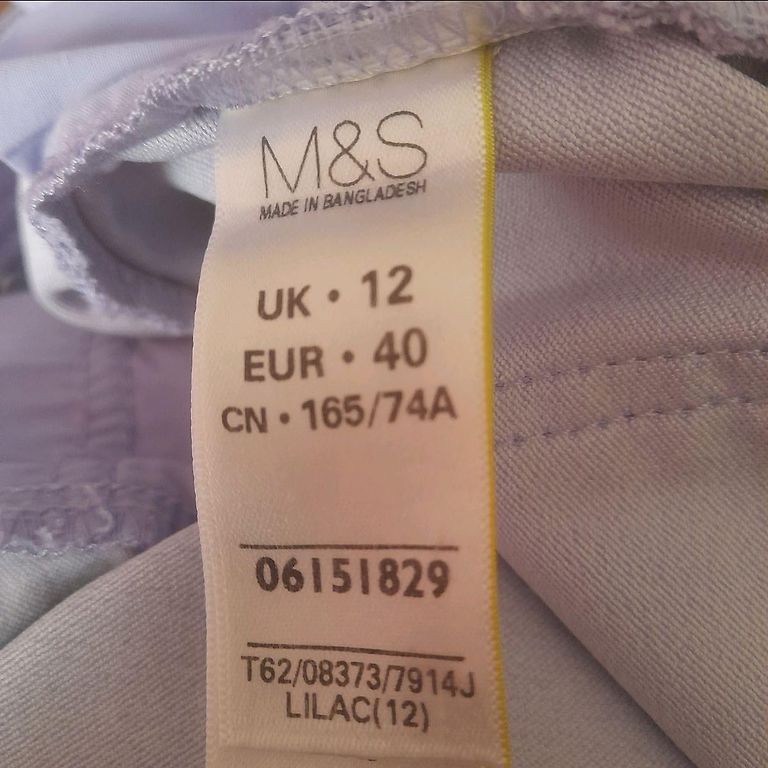 M&S
MADE IN BANGLADESH
UK • 12
EUR • 40
CN • 165/74A
06151829
T62/08373/7914J
LILAC(12)